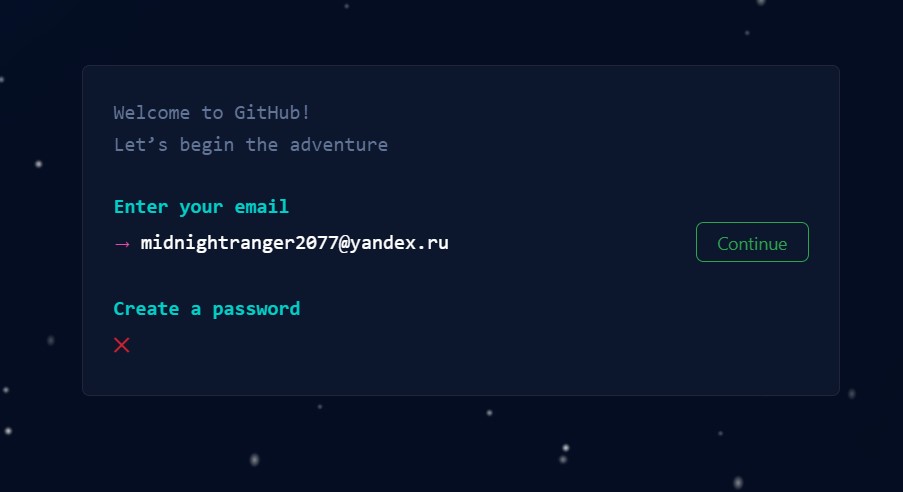 Welcome to GitHub!
Let’s begin the adventure
Enter your email
→ midnightranger2077@yandex.ru
Continue
Create a password